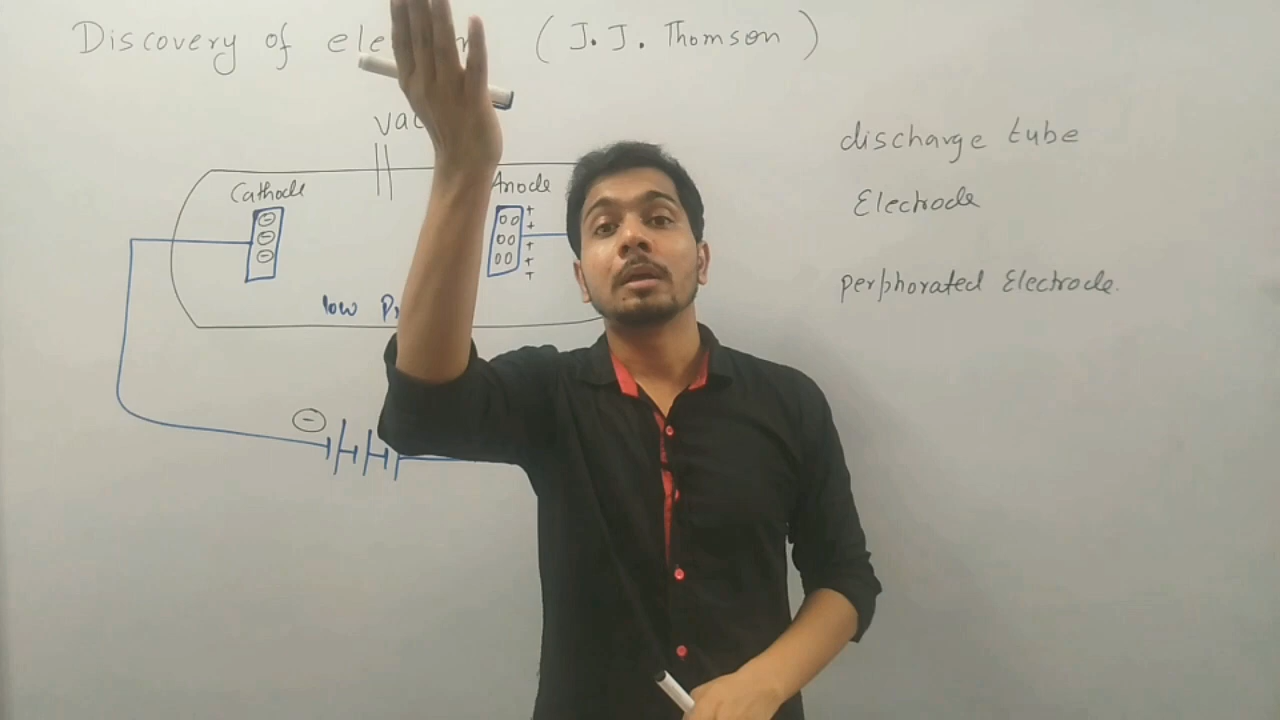 Discovery of (J.J. Thomson)
discharge tube
Cathode
Anode
Electrode
perphorated Electrode.
low